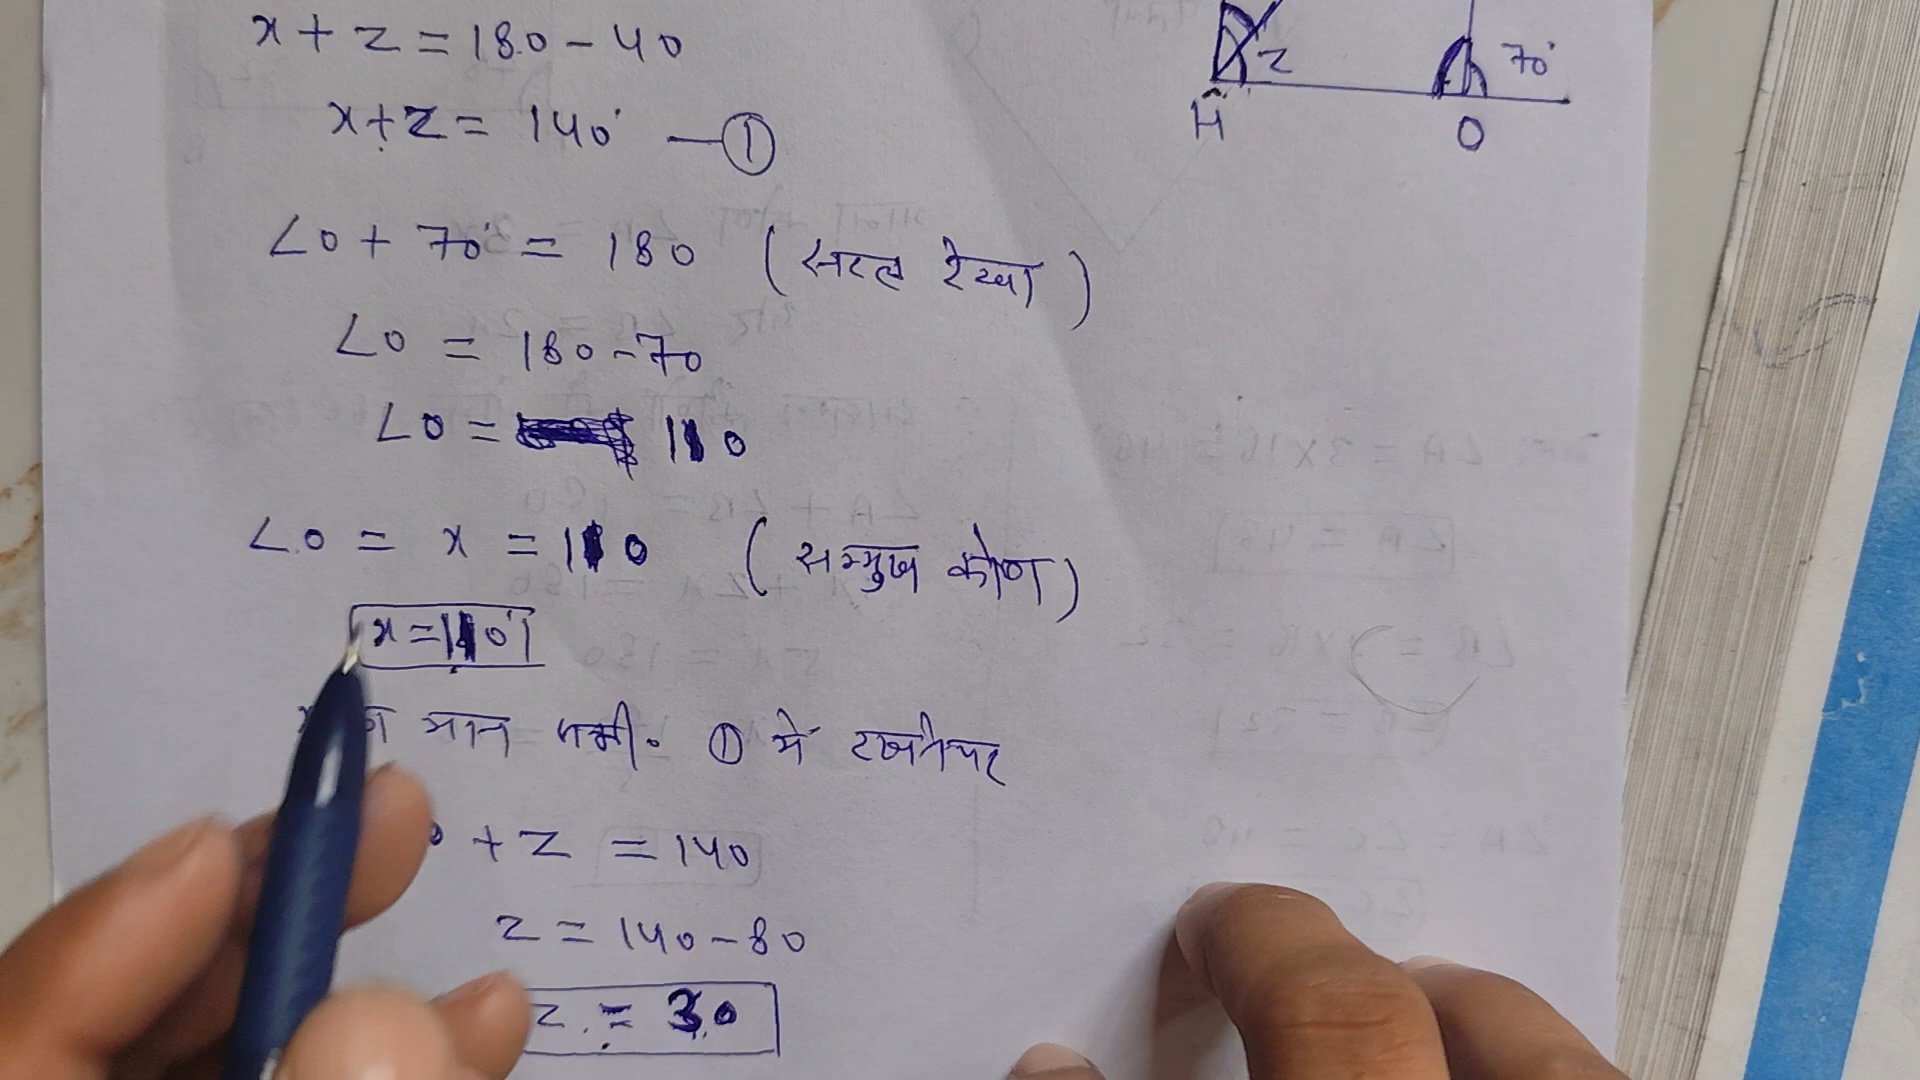 x + z = 180 - 40
x + z = 140° — ①
∠O + 70° = 180 (सरल रेखा)
∠O = 180 - 70
∠O = 110
∠O = x = 110 (सम्मुख कोण)
x = 110°
मान समी. ① में रखने पर
+ z = 140
z = 140 - 80
z = 30
z 70°
H O